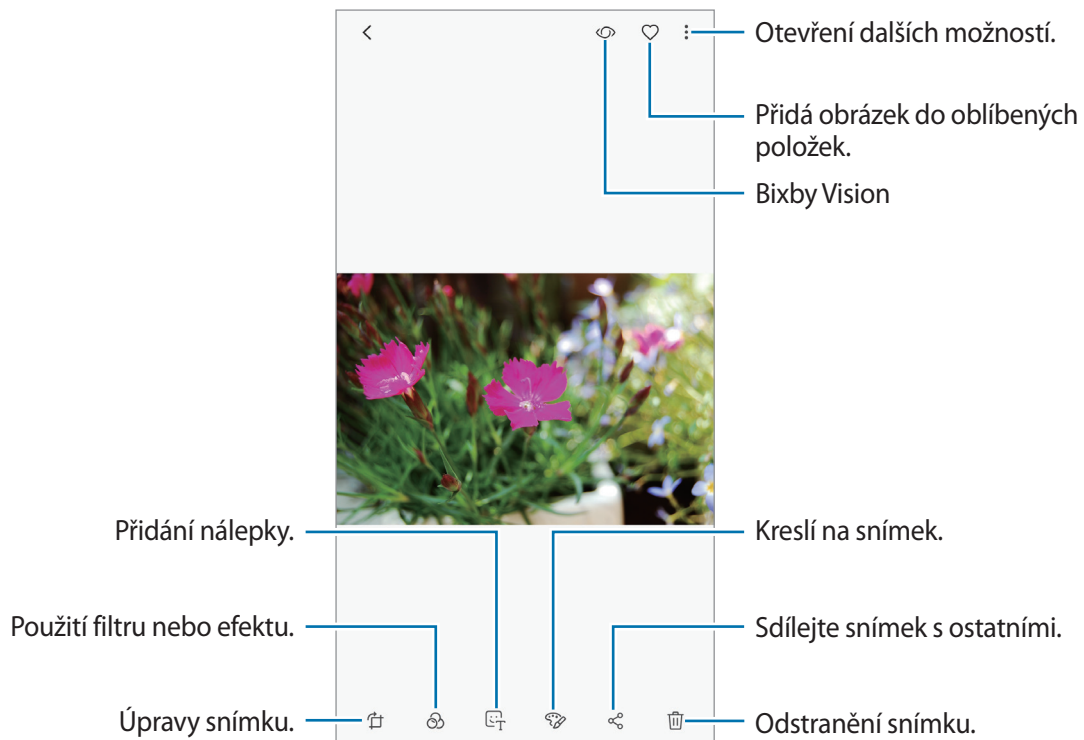 Otevření dalších možností.
Přidá obrázek do oblíbených
položek.
Bixby Vision
Přidání nálepky.
Kreslí na snímek.
Použití filtru nebo efektu.
Sdílejte snímek s ostatními.
Úpravy snímku.
Odstranění snímku.